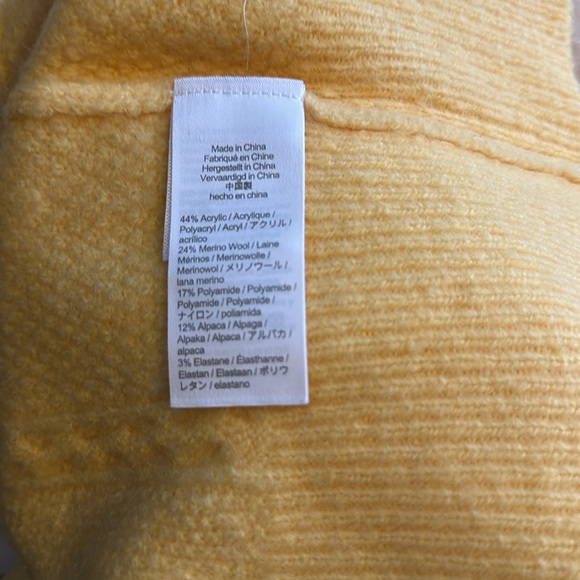 Made in China
Fabriqué en Chine
Hergestellt in China
Vervaardigd in China
中国製
hecho en china
44% Acrylic / Acrylique /
Polyacryl / Acryl / アクリル /
acrílico
24% Merino Wool / Laine
Mérinos / Merinowolle /
Merinowol / メリノウール /
lana merino
17% Polyamide / Polyamide /
Polyamide / Polyamide /
ナイロン / poliamida
12% Alpaca / Alpaga /
Alpaka / Alpaca / アルパカ /
alpaca
3% Elastane / Élasthanne /
Elastan / Elastaan / ポリウ
レタン / elastano